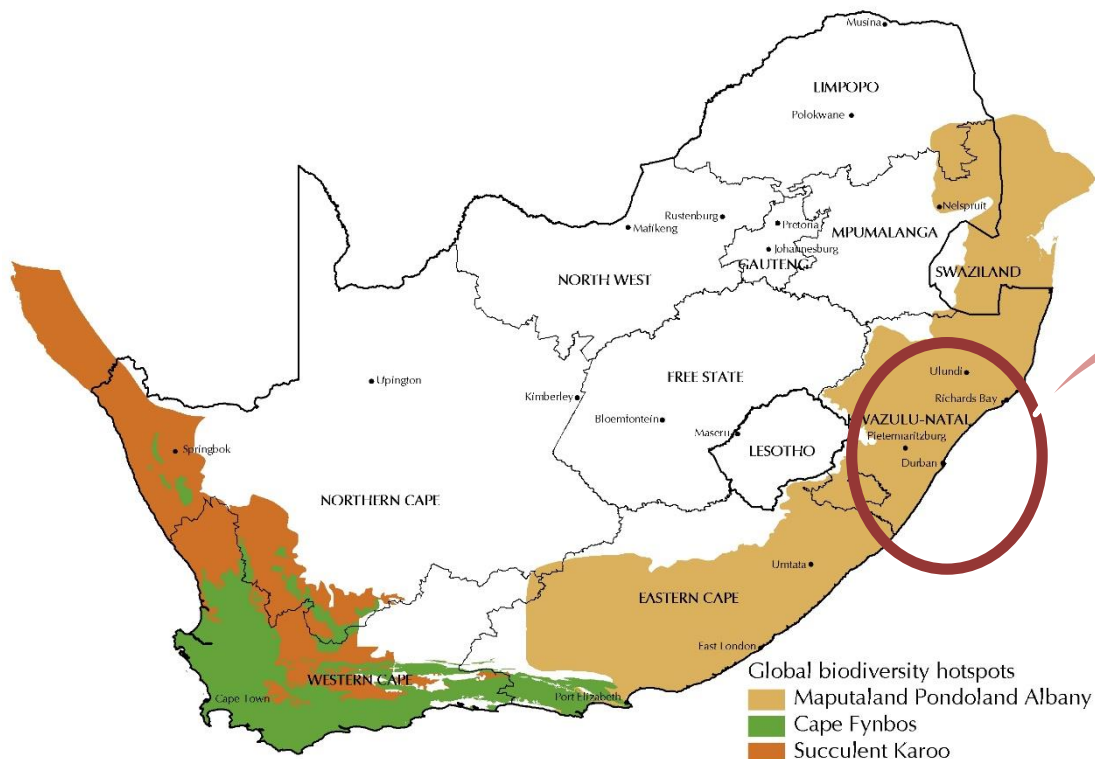 Musina
LIMPOPO
Polokwane
Nelspruit
Rustenburg
Pretoria
Mafikeng
MPUMALANGA
Johannesburg
GAUTENG
NORTH WEST
SWAZILAND
Ulundi
FREE STATE
Upington
Kimberley
Richards Bay
Bloemfontein
KWAZULU-NATAL
Maseru
Pietermaritzburg
LESOTHO
Durban
Springbok
NORTHERN CAPE
Umtata
EASTERN CAPE
East London
WESTERN CAPE
Cape Town
Port Elizabeth
Global biodiversity hotspots
Maputaland Pondoland Albany
Cape Fynbos
Succulent Karoo